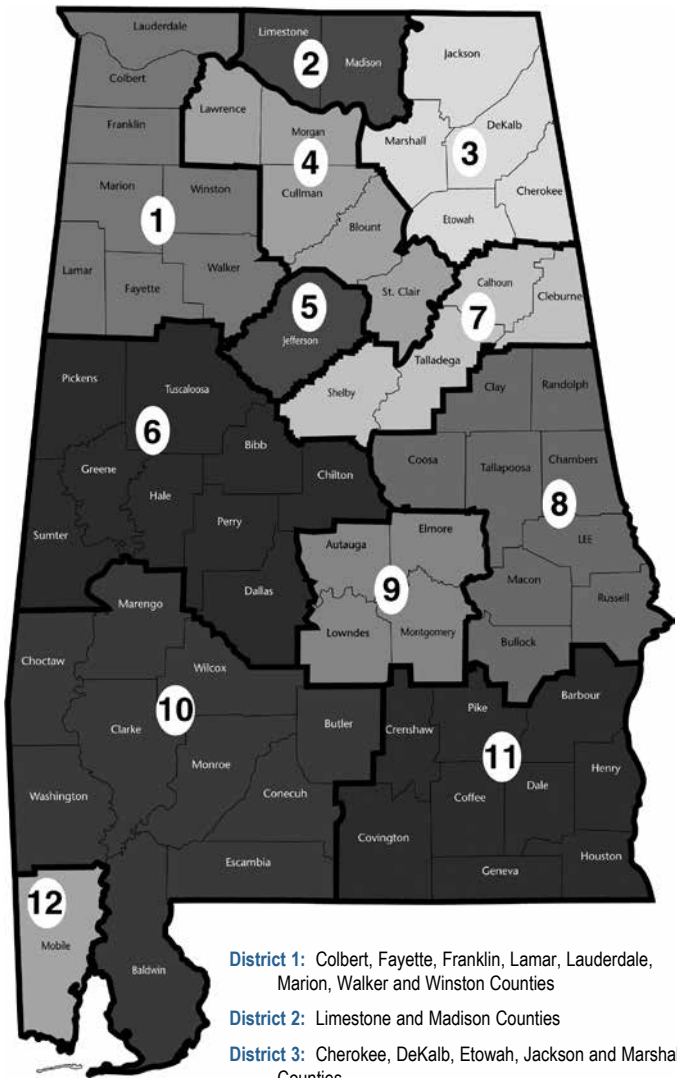 Lauderdale
Limestone
Madison
2
Jackson
Colbert
Lawrence
Franklin
Morgan
4
Marshall
DeKalb
3
Marion
Winston
Cullman
Cherokee
1
Blount
Etowah
Lamar
Fayette
Walker
St. Clair
Calhoun
Cleburne
5
Jefferson
7
Talladega
Pickens
Tuscaloosa
Shelby
Clay
Randolph
6
Bibb
Greene
Hale
Chilton
Coosa
Tallapoosa
Chambers
8
Sumter
Perry
Autauga
Elmore
LEE
Dallas
9
Macon
Russell
Marengo
Lowndes
Montgomery
Bullock
Choctaw
Wilcox
10
Clarke
Butler
Crenshaw
Pike
Barbour
Monroe
11
Washington
Conecuh
Coffee
Dale
Henry
Covington
Escambia
Geneva
Houston
12
Mobile
Baldwin
District 1: Colbert, Fayette, Franklin, Lamar, Lauderdale,
Marion, Walker and Winston Counties
District 2: Limestone and Madison Counties
District 3: Cherokee, DeKalb, Etowah, Jackson and Marshall
Counties